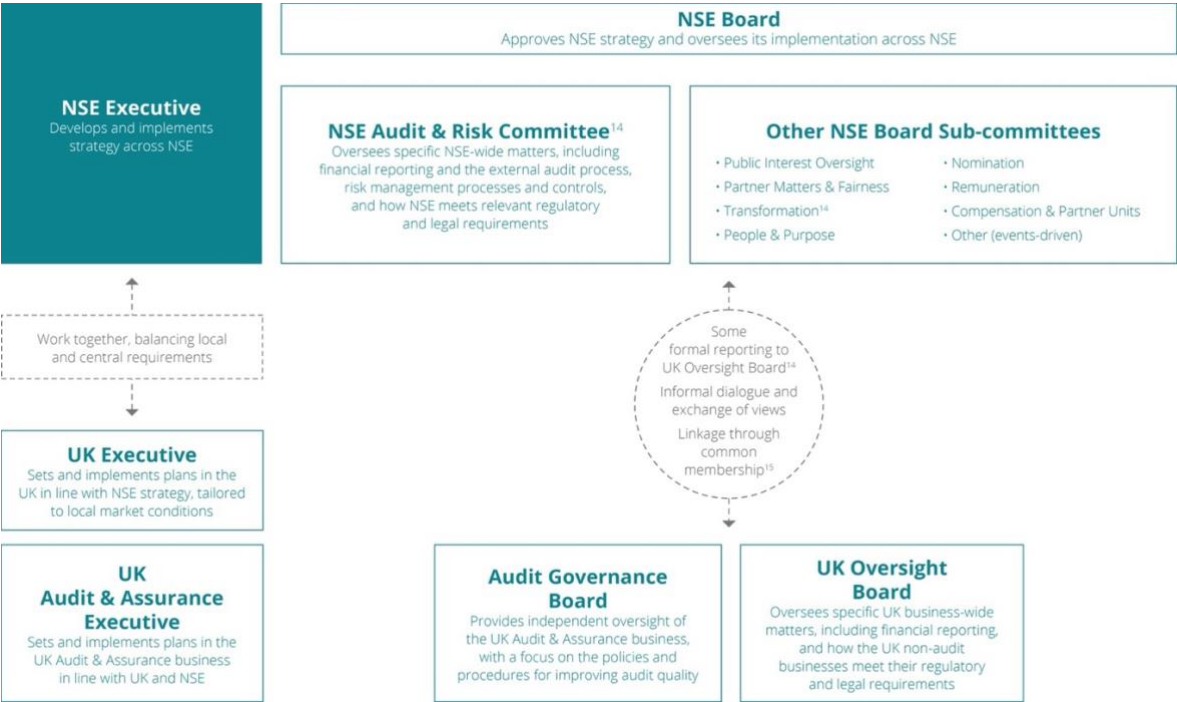 NSE Board
Approves NSE strategy and oversees its implementation across NSE
NSE Executive
Develops and implements
strategy across NSE
NSE Audit & Risk Committee¹⁴
Oversees specific NSE-wide matters, including
financial reporting and the external audit process,
risk management processes and controls,
and how NSE meets relevant regulatory
and legal requirements
Other NSE Board Sub-committees
• Public Interest Oversight
• Partner Matters & Fairness
• Transformation¹⁴
• People & Purpose
• Nomination
• Remuneration
• Compensation & Partner Units
• Other (events-driven)
Work together, balancing local
and central requirements
Some
formal reporting to
UK Oversight Board¹⁴
Informal dialogue and
exchange of views
Linkage through
common
membership¹⁵
UK Executive
Sets and implements plans in the
UK in line with NSE strategy, tailored
to local market conditions
UK
Audit & Assurance
Executive
Sets and implements plans in the
UK Audit & Assurance business
in line with UK and NSE
Audit Governance
Board
Provides independent oversight of
the UK Audit & Assurance business,
with a focus on the policies and
procedures for improving audit quality
UK Oversight
Board
Oversees specific UK business-wide
matters, including financial reporting,
and how the UK non-audit
businesses meet their regulatory
and legal requirements